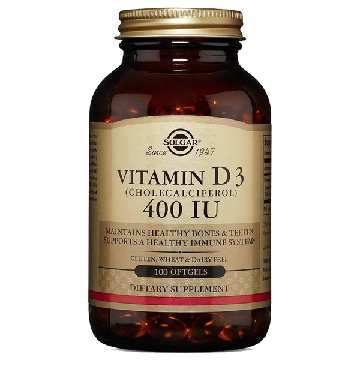 SOLGAR
Since 1947
VITAMIN D3
(CHOLECALCIFEROL)
400 IU
MAINTAINS HEALTHY BONES & TEETH
SUPPORTS A HEALTHY IMMUNE SYSTEM
GLUTEN, WHEAT & DAIRY FREE
100 OFTGELS
DIETARY SUPPLEMENT